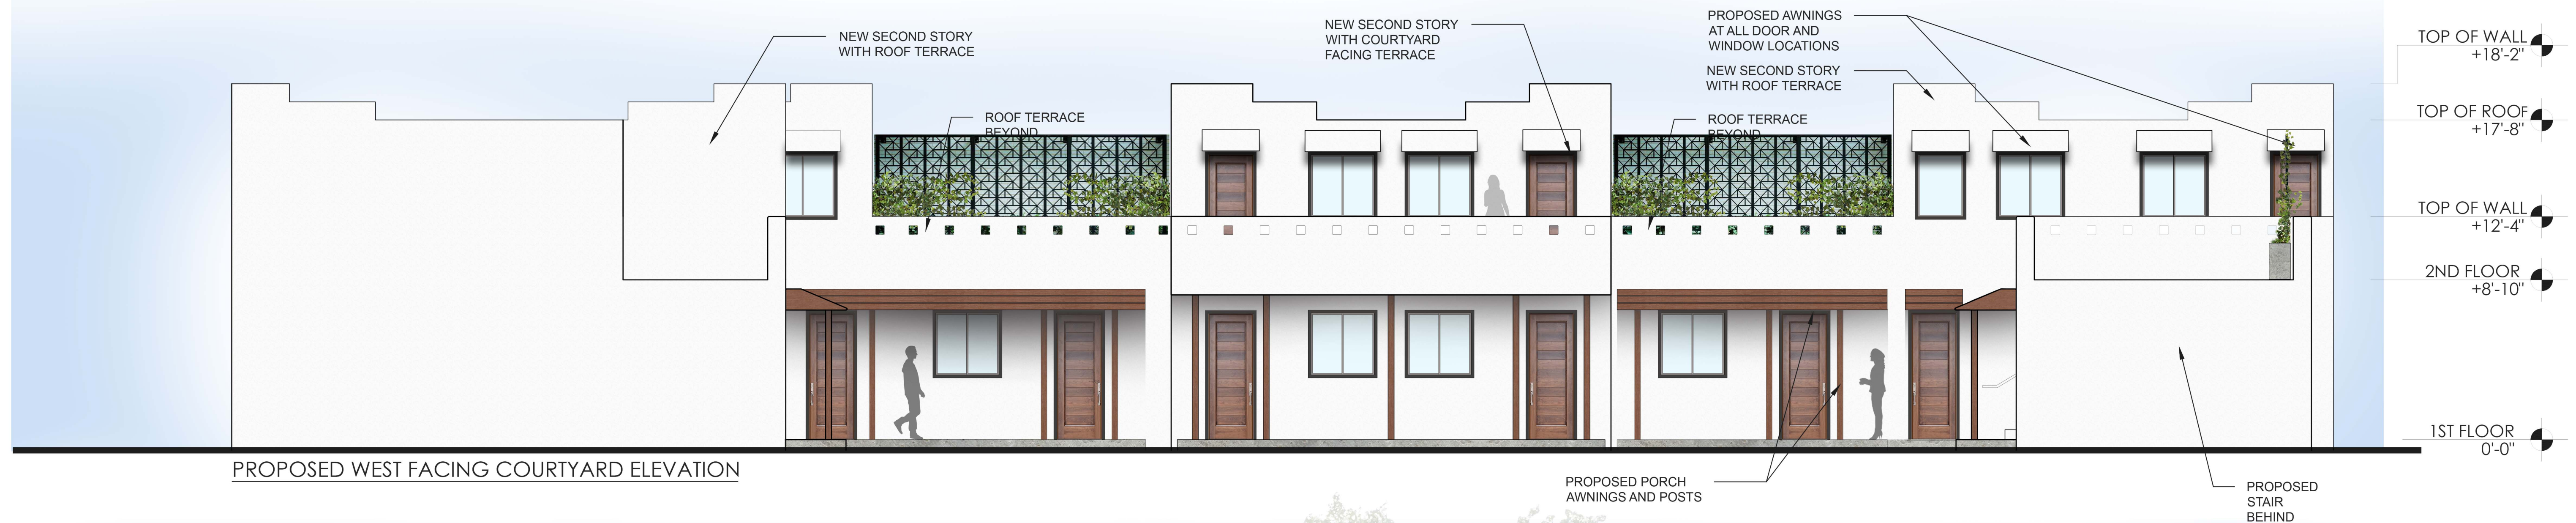 NEW SECOND STORY
WITH ROOF TERRACE
NEW SECOND STORY
WITH COURTYARD
FACING TERRACE
PROPOSED AWNINGS
AT ALL DOOR AND
WINDOW LOCATIONS
NEW SECOND STORY
WITH ROOF TERRACE
ROOF TERRACE
BEYOND
ROOF TERRACE
BEYOND
TOP OF WALL
+18'-2"
TOP OF ROOF
+17'-8"
TOP OF WALL
+12'-4"
2ND FLOOR
+8'-10"
1ST FLOOR
0'-0"
PROPOSED WEST FACING COURTYARD ELEVATION
PROPOSED PORCH
AWNINGS AND POSTS
PROPOSED
STAIR
BEHIND